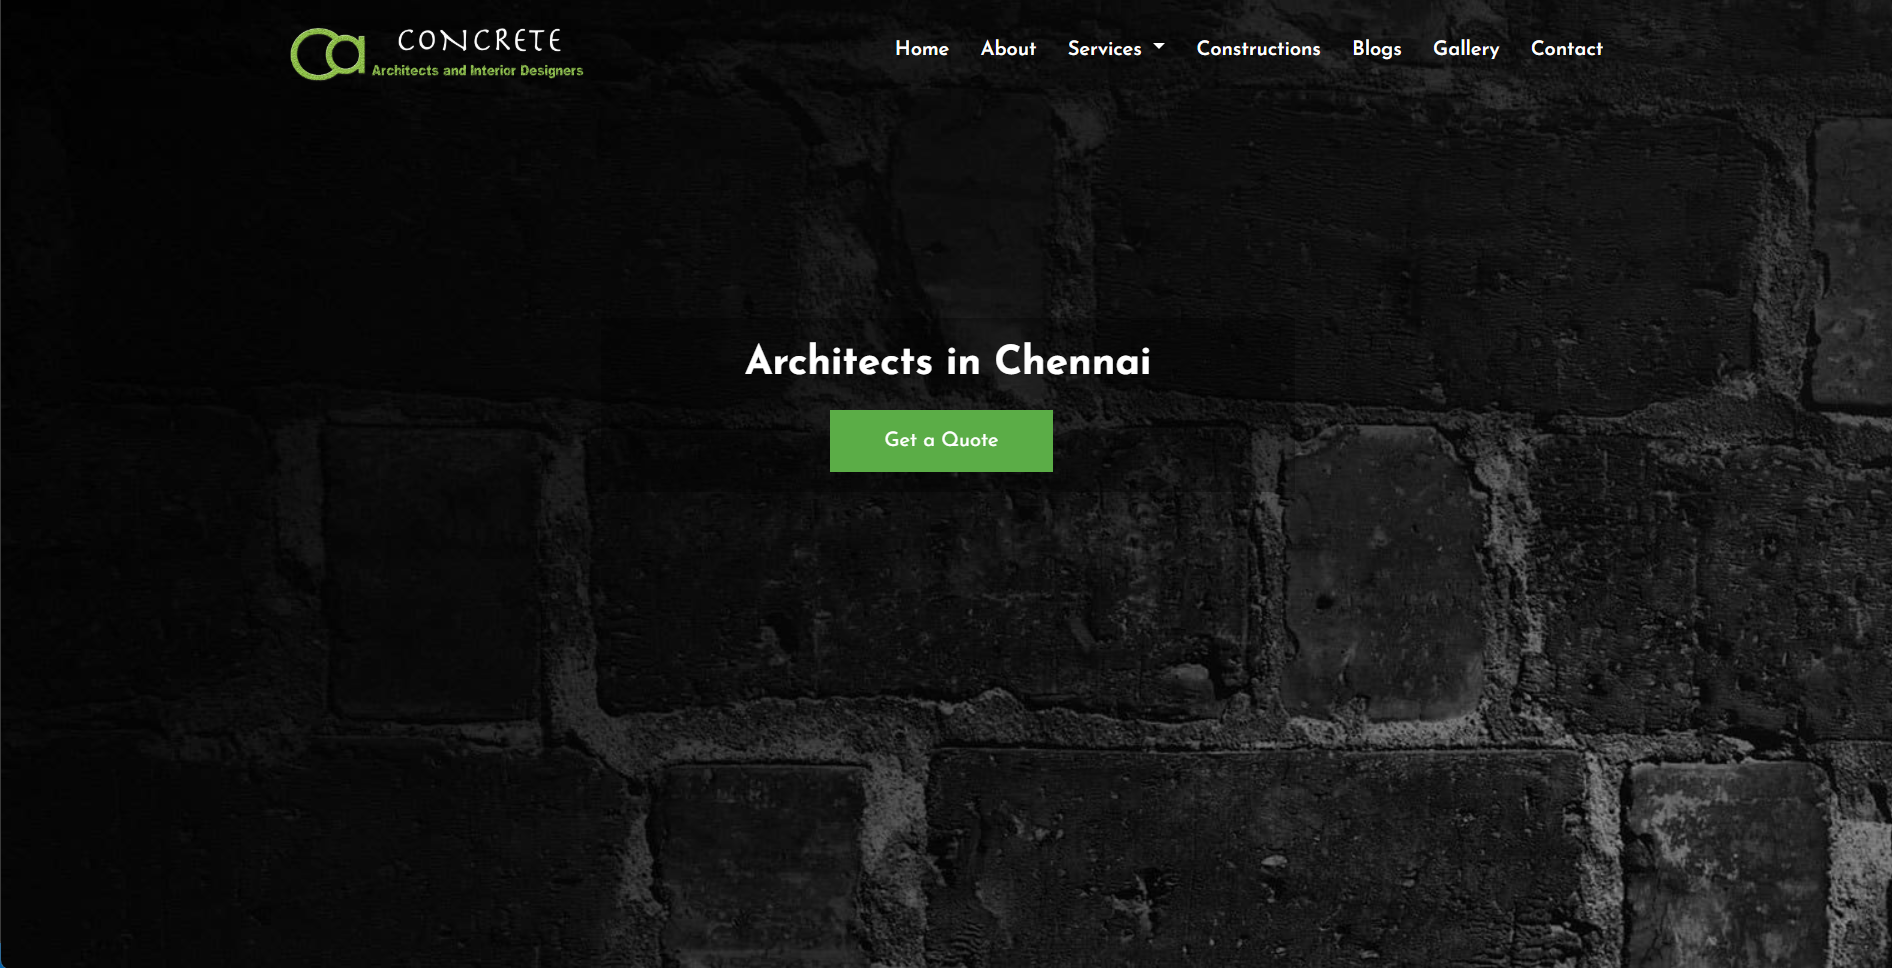 CONCRETE
Architects and Interior Designers
Home About Services Constructions Blogs Gallery Contact
Architects in Chennai
Get a Quote